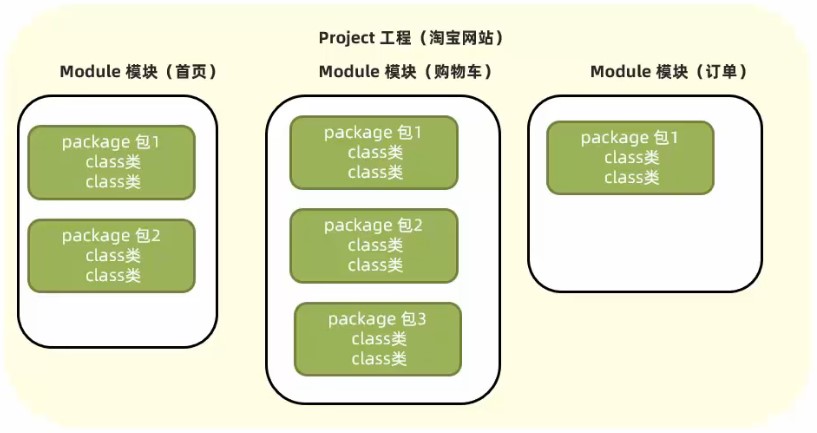 Project 工程（淘宝网站）
Module 模块（首页）
package 包1
class类
class类
package 包2
class类
class类
Module 模块（购物车）
package 包1
class类
class类
package 包2
class类
class类
package 包3
class类
class类
Module 模块（订单）
package 包1
class类
class类